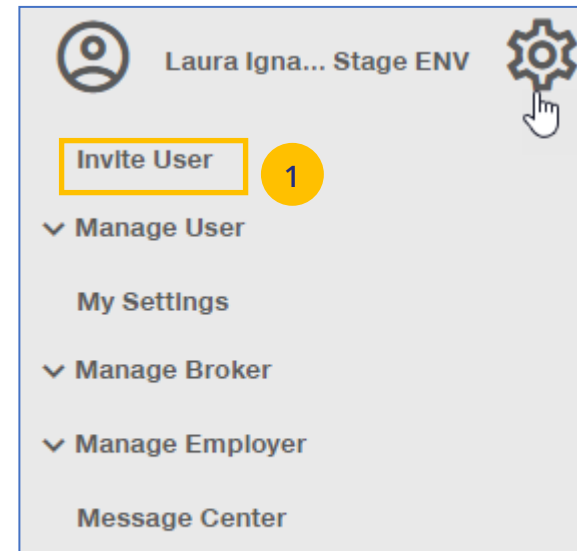 Laura Igna... Stage ENV
Invite User
1
Manage User
My Settings
Manage Broker
Manage Employer
Message Center